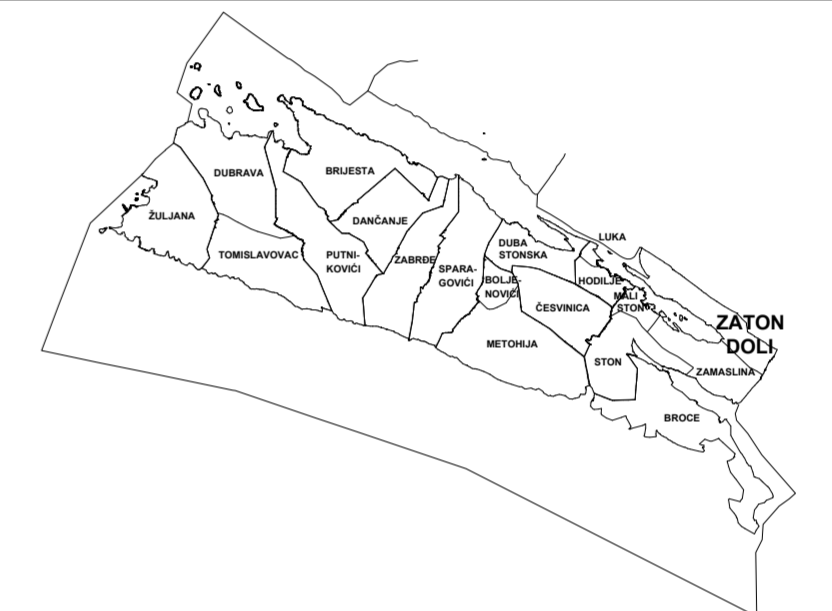 BRIJESTA
DUBRAVA
ŽULJANA
DANČANJE
TOMISLAVOVAC
PUTNI-
KOVIĆI
ZABRĐE
SPARA-
GOVIĆI
DUBA
STONSKA
LUKA
BOLJE-
NOVIĆI
HODILJE
ČESVINICA
MALI
STON
ZATON
DOLI
METOHIJA
STON
ZAMASLINA
BROCE